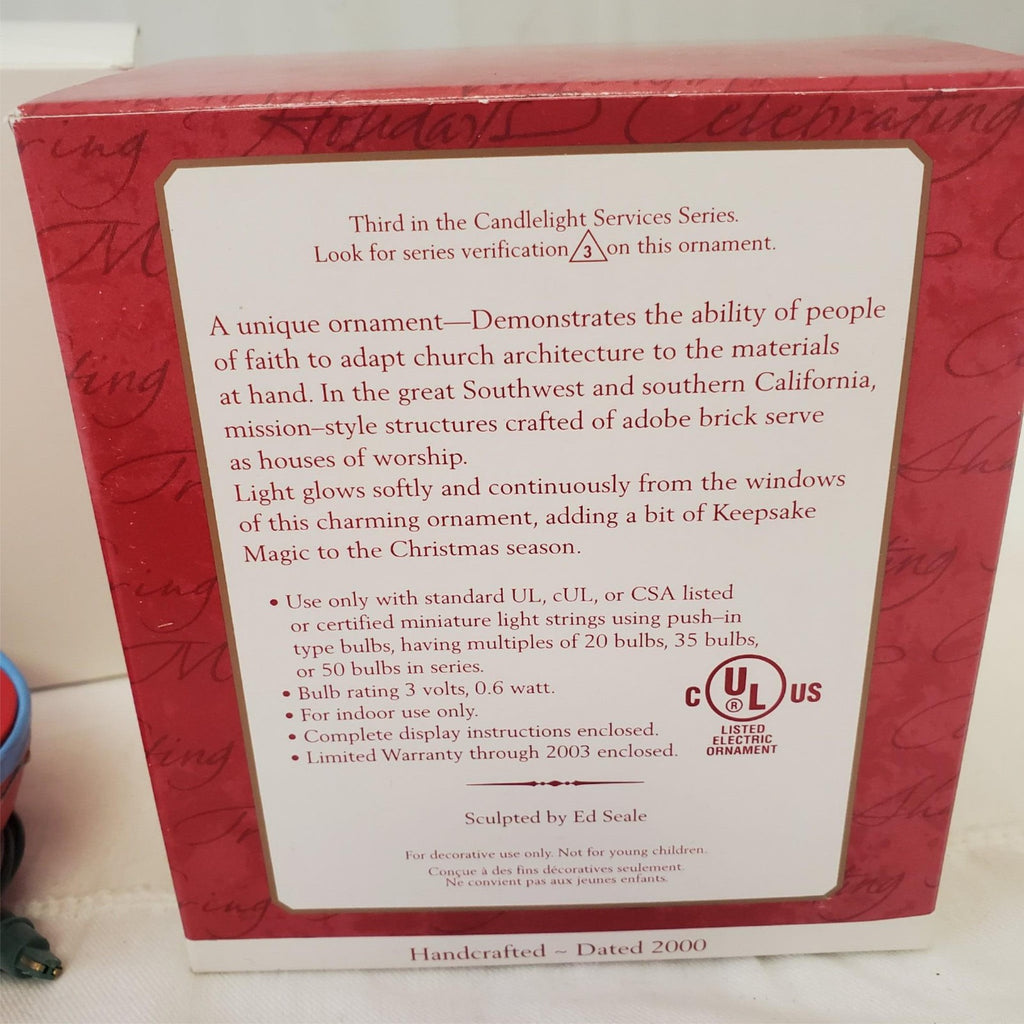 Holidays Celebrating
Third in the Candlelight Services Series.
Look for series verification 3 on this ornament.
A unique ornament—Demonstrates the ability of people
of faith to adapt church architecture to the materials
at hand. In the great Southwest and southern California,
mission–style structures crafted of adobe brick serve
as houses of worship.
Light glows softly and continuously from the windows
of this charming ornament, adding a bit of Keepsake
Magic to the Christmas season.
• Use only with standard UL, cUL, or CSA listed
or certified miniature light strings using push–in
type bulbs, having multiples of 20 bulbs, 35 bulbs,
or 50 bulbs in series.
• Bulb rating 3 volts, 0.6 watt.
• For indoor use only.
• Complete display instructions enclosed.
• Limited Warranty through 2003 enclosed.
C UL ® US
LISTED
ELECTRIC
ORNAMENT
Sculpted by Ed Seale
For decorative use only. Not for young children.
Conçue à des fins décoratives seulement.
Ne convient pas aux jeunes enfants.
Handcrafted ~ Dated 2000